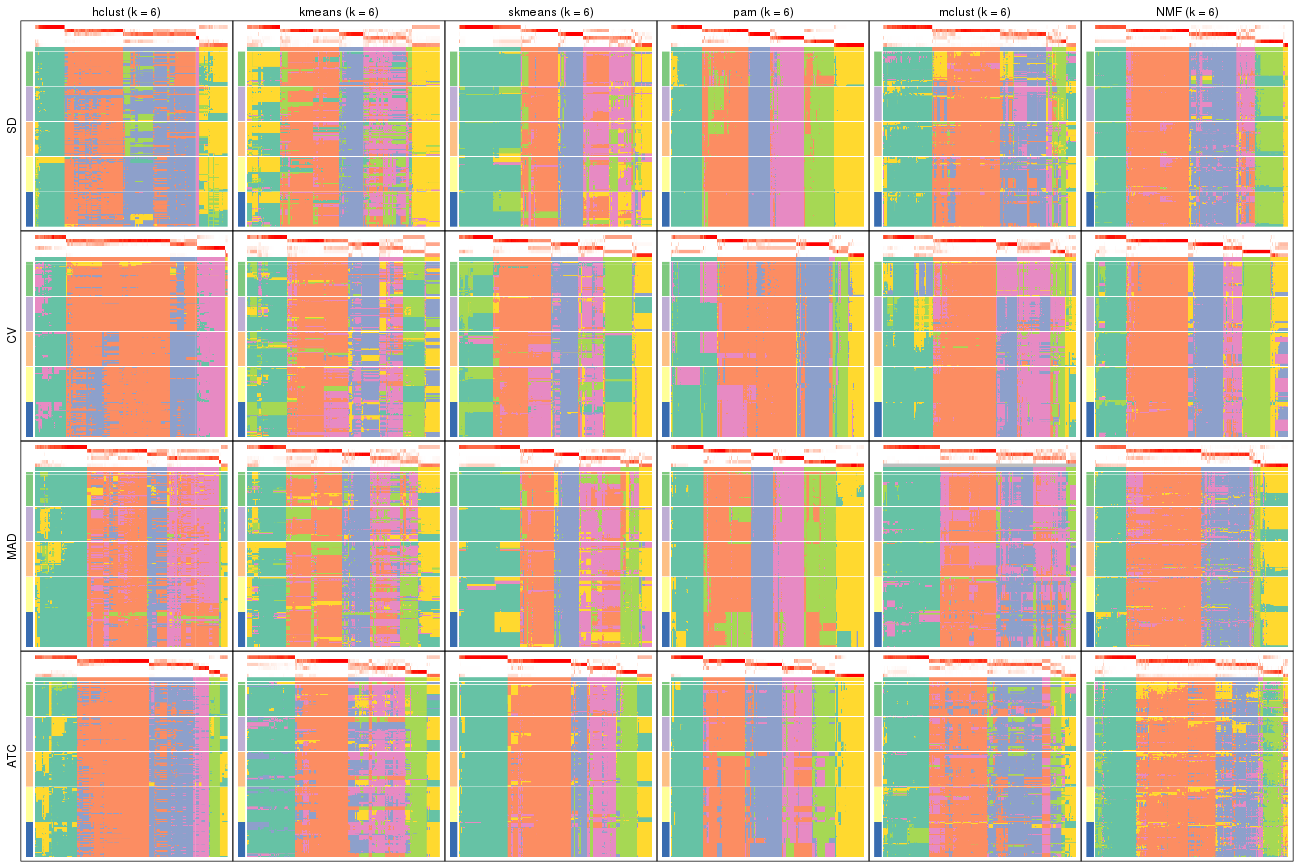 hclust (k = 6) kmeans (k = 6) skmeans (k = 6) pam (k = 6) mclust (k = 6) NMF (k = 6)
SD
CV
MAD
ATC